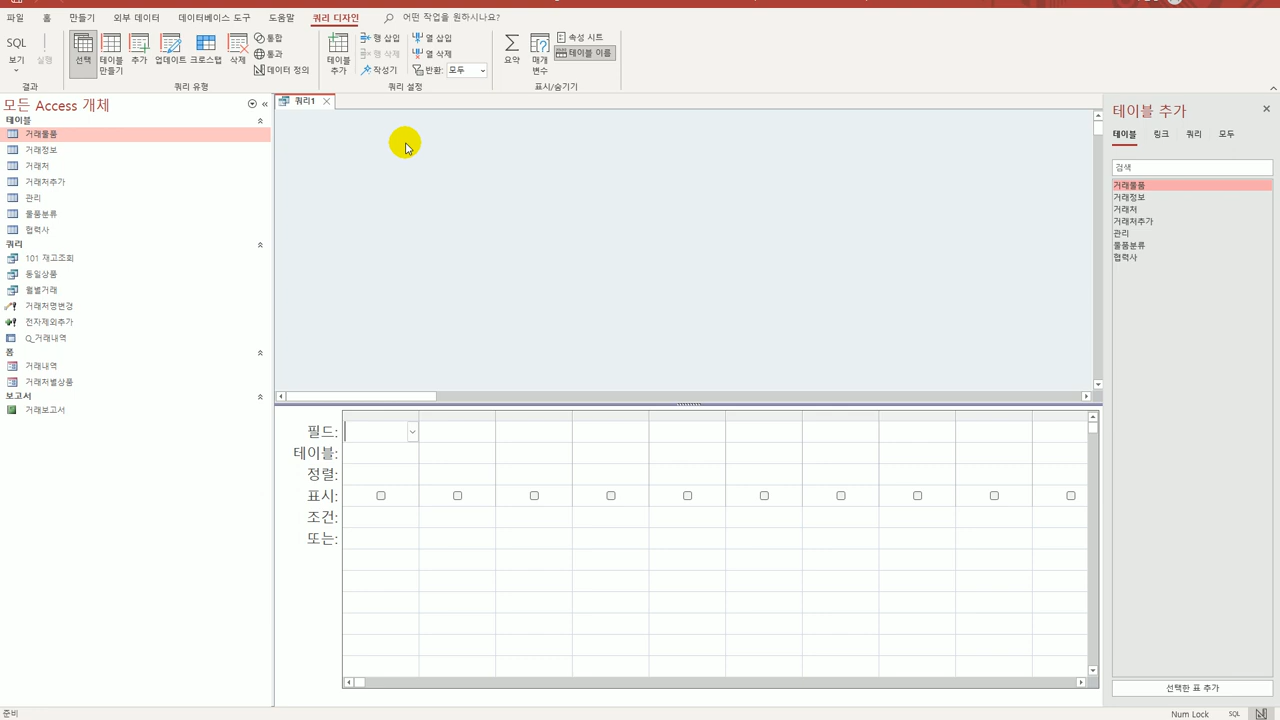 파일 홈 만들기 외부 데이터 데이터베이스 도구 도움말 쿼리 디자인 어떤 작업을 원하시나요?
SQL 보기
실행
선택
테이블 만들기
추가
업데이트
크로스탭
삭제
통합
통과
데이터 정의
테이블 추가
행 삽입
행 삭제
작성기
열 삽입
열 삭제
반환: 모두
요약
매개 변수
속성 시트
테이블 이름
결과 쿼리 유형 쿼리 설정 표시/숨기기
모든 Access 개체
테이블
거래물품
거래정보
거래처
거래처추가
관리
물품분류
협력사
쿼리
101 재고조회
동일상품
월별거래
거래처명변경
전자제외추가
Q_거래내역
폼
거래내역
거래처별상품
보고서
거래보고서
쿼리1
필드:
테이블:
정렬:
표시:
조건:
또는:
테이블 추가
테이블 링크 쿼리 모두
검색
거래물품
거래정보
거래처
거래처추가
관리
물품분류
협력사
선택한 표 추가
준비 Num Lock SQL